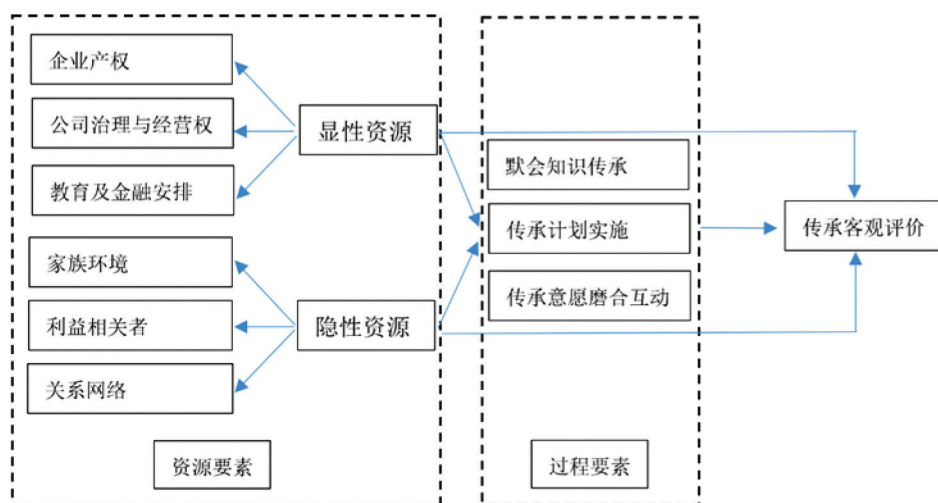 企业产权
公司治理与经营权
教育及金融安排
家族环境
利益相关者
关系网络
显性资源
隐性资源
资源要素
默会知识传承
传承计划实施
传承意愿磨合互动
过程要素
传承客观评价